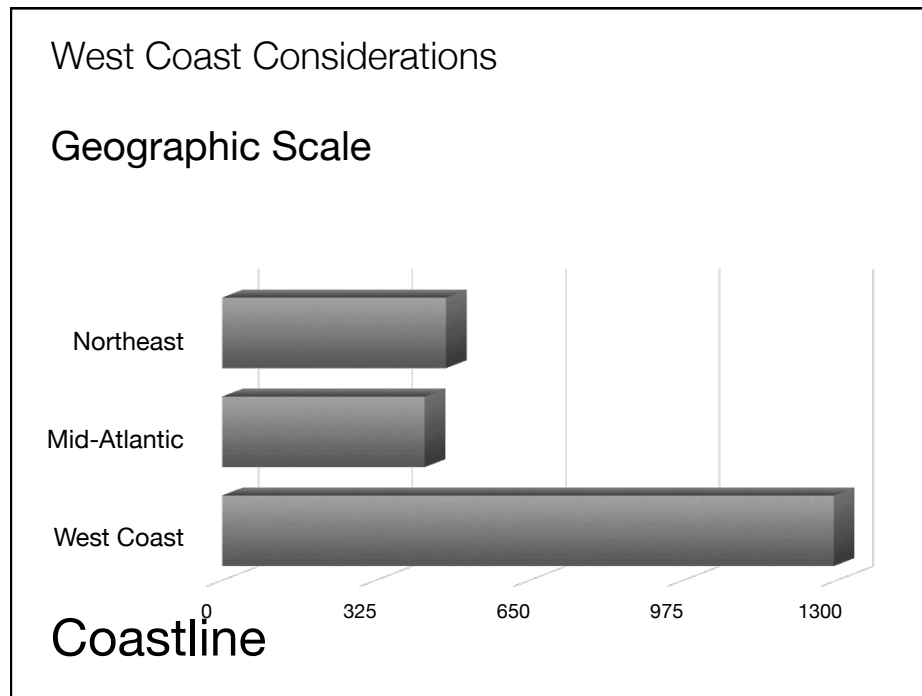 West Coast Considerations
Geographic Scale
Northeast
Mid-Atlantic
West Coast
0 325 650 975 1300
Coastline